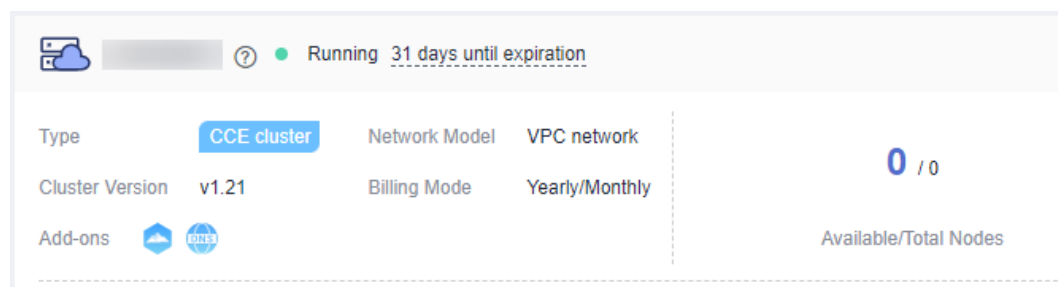 Running 31 days until expiration
Type CCE cluster Network Model VPC network
0 / 0
Cluster Version v1.21 Billing Mode Yearly/Monthly
Add-ons DNS Available/Total Nodes